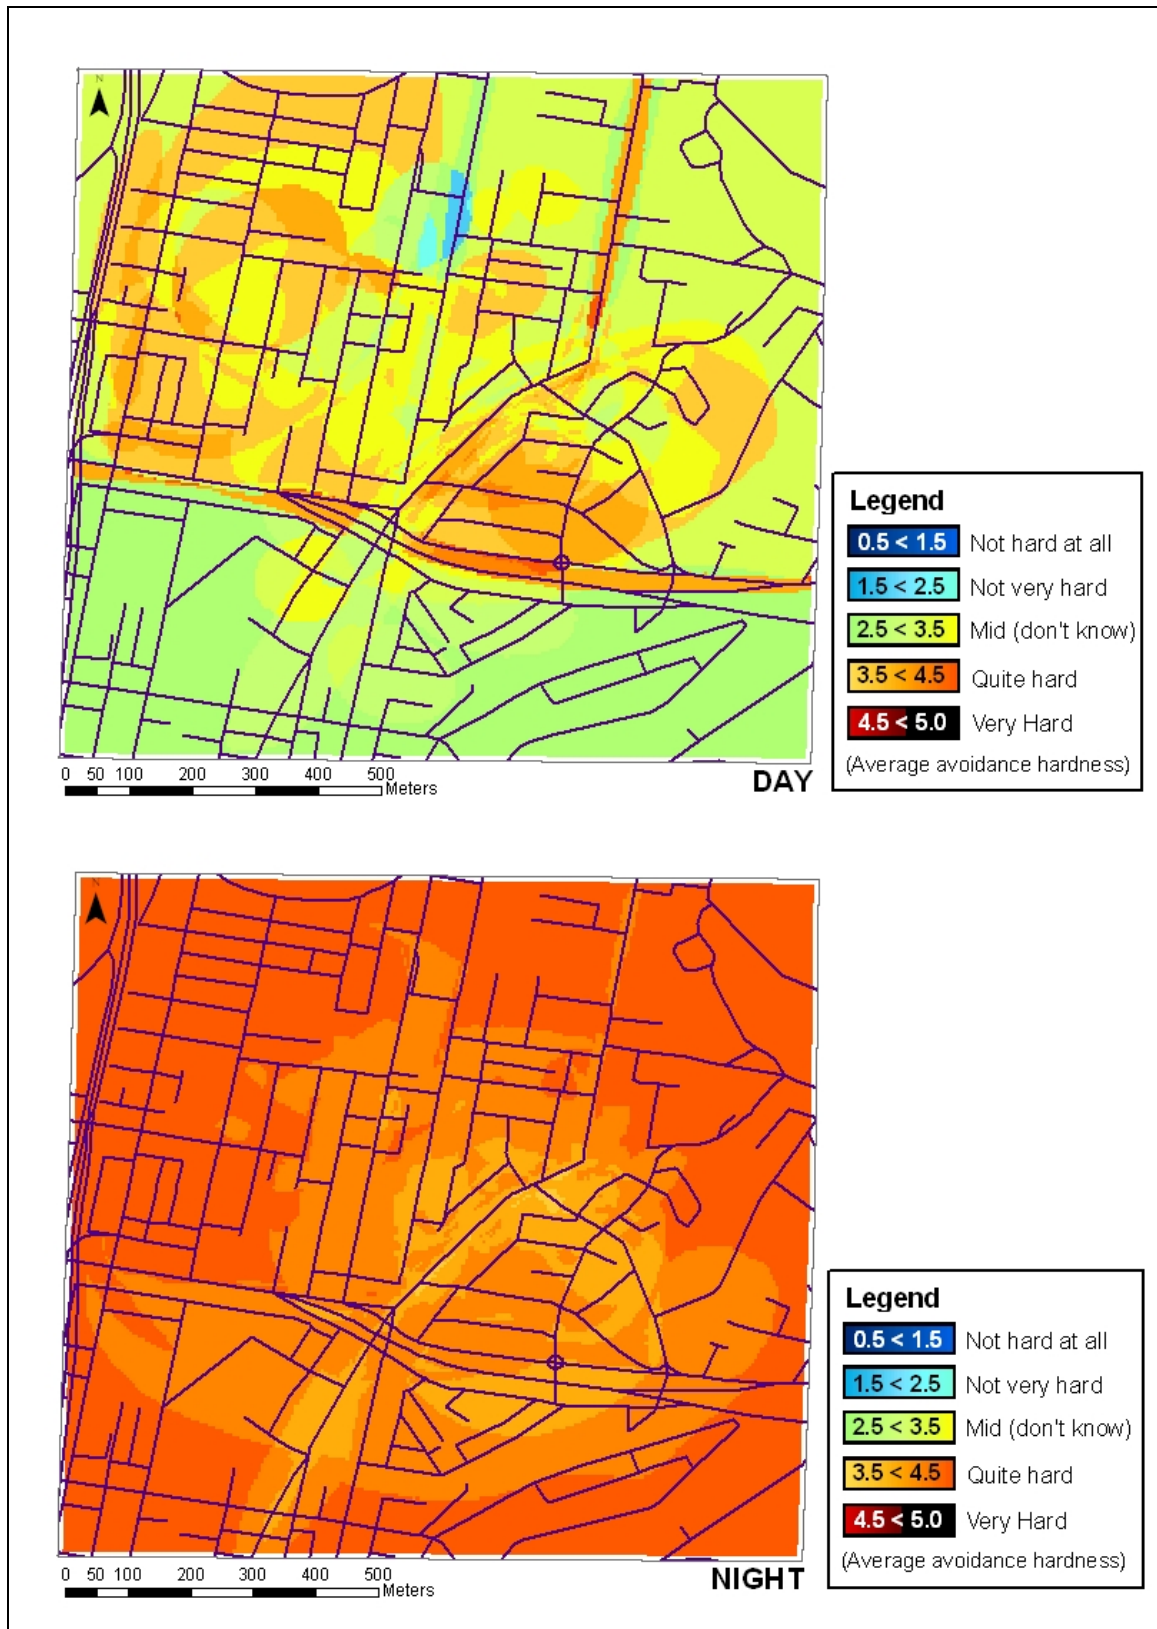 N
Legend
0.5 < 1.5 Not hard at all
1.5 < 2.5 Not very hard
2.5 < 3.5 Mid (don't know)
3.5 < 4.5 Quite hard
4.5 < 5.0 Very Hard
(Average avoidance hardness)
0 50 100 200 300 400 500
Meters
DAY
N
Legend
0.5 < 1.5 Not hard at all
1.5 < 2.5 Not very hard
2.5 < 3.5 Mid (don't know)
3.5 < 4.5 Quite hard
4.5 < 5.0 Very Hard
(Average avoidance hardness)
0 50 100 200 300 400 500
Meters
NIGHT